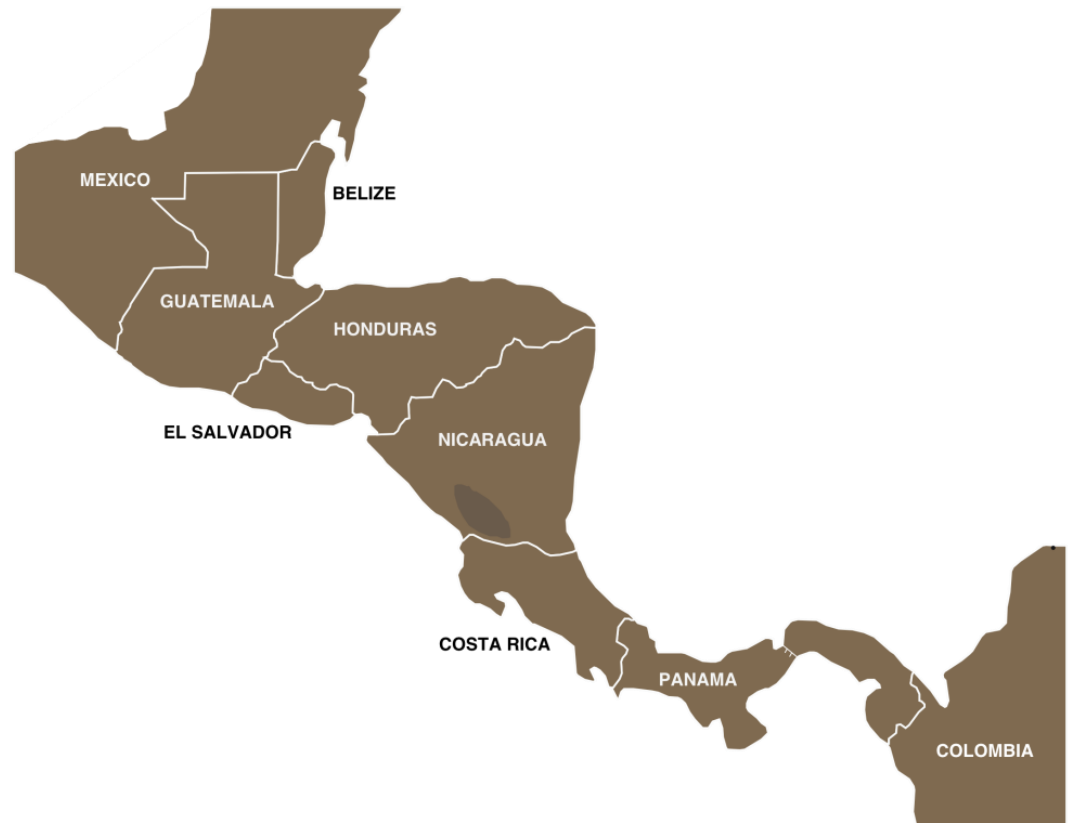 MEXICO
BELIZE
GUATEMALA
HONDURAS
EL SALVADOR
NICARAGUA
COSTA RICA
PANAMA
COLOMBIA